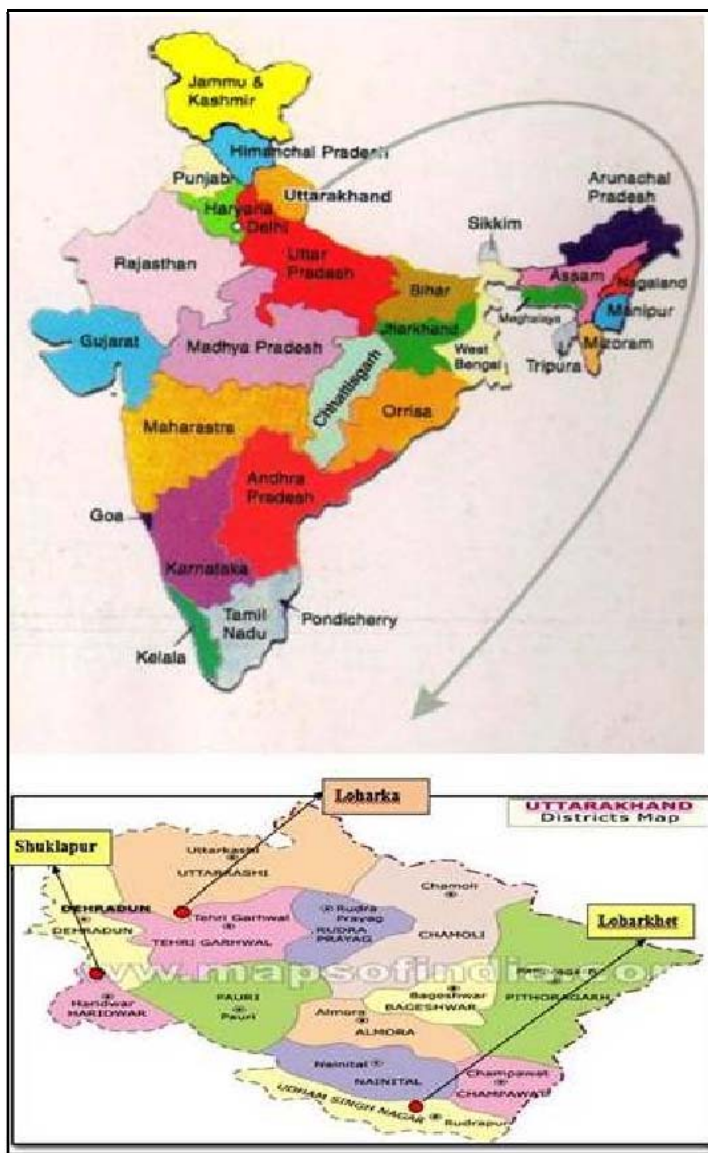 Jammu &
Kashmir
Himanchal Pradesh
Punjab
Uttarakhand
Haryana
Delhi
Arunachal
Pradesh
Sikkim
Rajasthan
Uttar
Pradesh
Bihar
Assam
Nagaland
Meghalaya
Manipur
Gujarat
Madhya Pradesh
Jharkhand
West
Bengal
Tripura
Mizoram
Chhattisgarh
Maharastra
Orrisa
Andhra
Pradesh
Goa
Karnataka
Tamil
Nadu
Pondicherry
Kelala
Loharka
UTTARAKHAND
Districts Map
Shuklapur
Uttarkashi
UTTARAASHI
Chamoli
CHAMOLI
Loharkhet
DEHRADUN
DEHRADUN
Tehri Garhwal
TEHRI GARHWAL
Rudra
Prayag
RUDRA
PRAYAG
www.mapsofindia.com
PITHORAGARH
Haridwar
HARIDWAR
PAURI
Pauri
Bageshwar
BAGESHWAR
Almora
ALMORA
Nainital
NAINITAL
Champawat
CHAMPAWAT
UDHAM SINGH NAGAR
Rudrapur